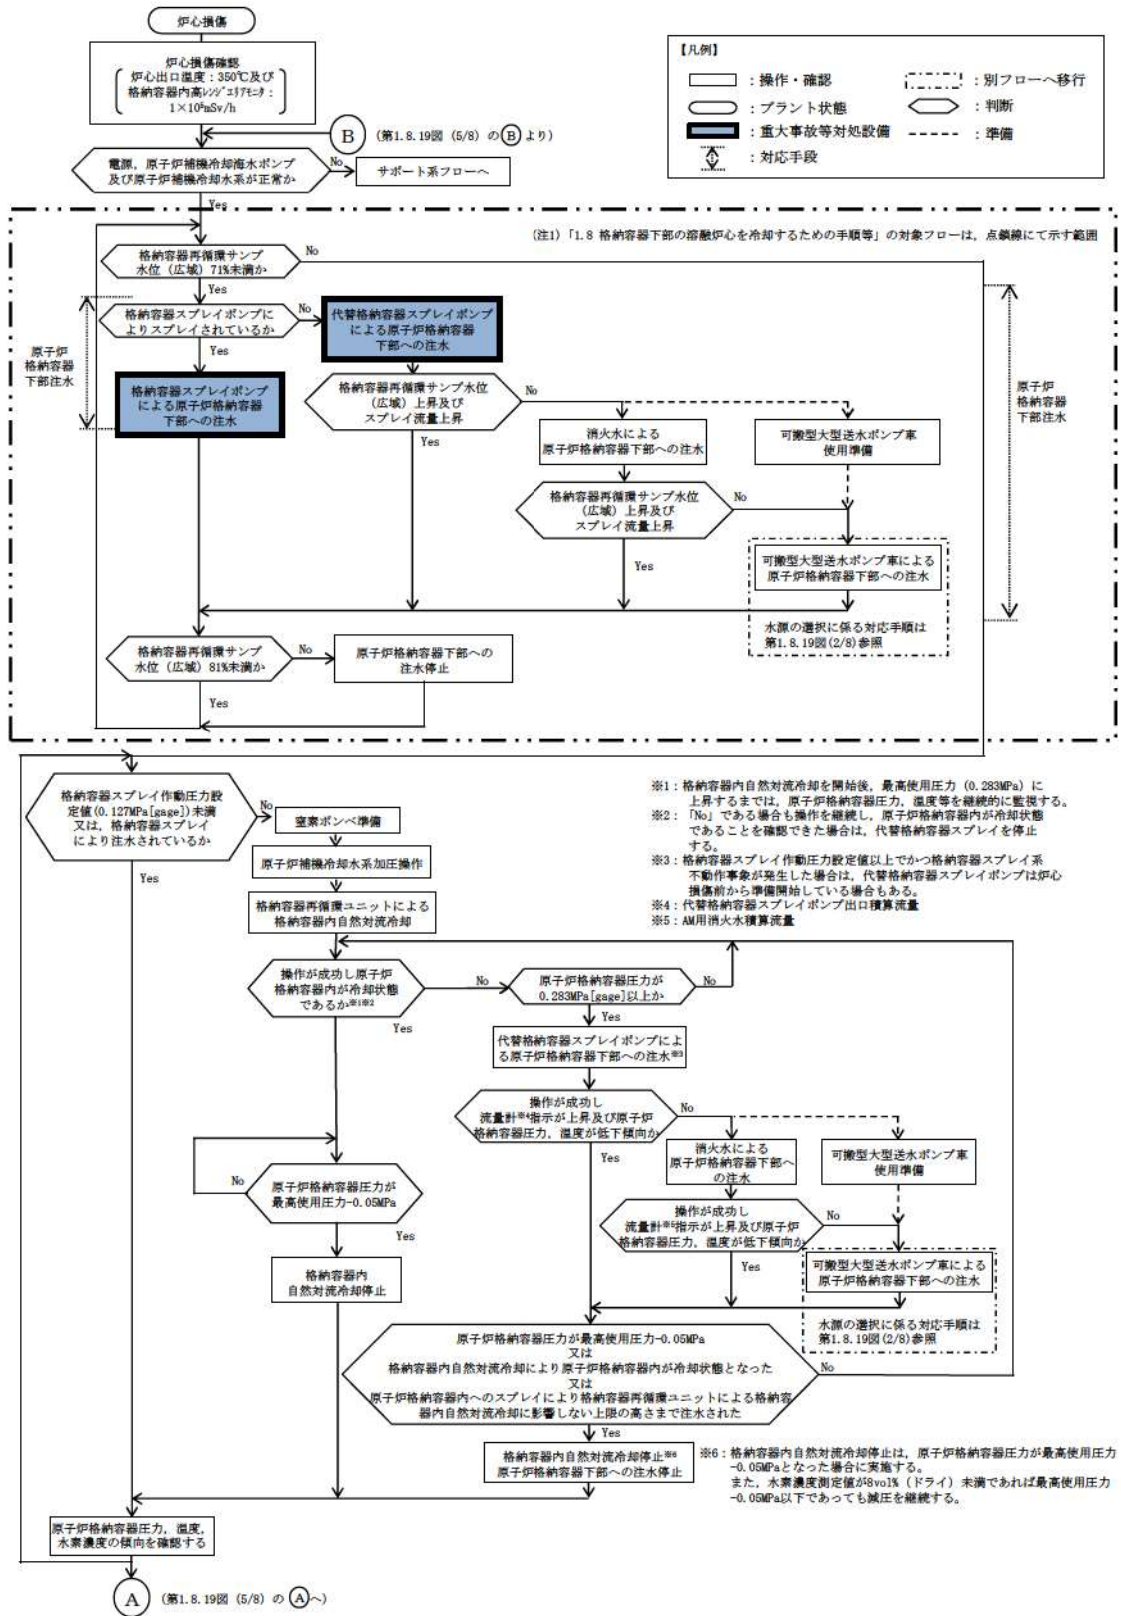 炉心損傷
炉心損傷確認
炉心出口温度：350℃及び
格納容器内高ﾚﾝｼﾞｴﾘｱﾓﾆﾀ：
1×10⁵mSv/h
B
(第1.8.19図 (5/8) の B より)
電源，原子炉補機冷却海水ポンプ
及び原子炉補機冷却水系が正常か
No
サポート系フローへ
Yes
【凡例】
：操作・確認
：別フローへ移行
：プラント状態
：判断
：重大事故等対処設備
：準備
：対応手段
(注1)「1.8 格納容器下部の溶融炉心を冷却するための手順等」の対象フローは，点鎖線にて示す範囲
格納容器再循環サンプ
水位（広域）71%未満か
No
Yes
格納容器スプレイポンプに
よりスプレイされているか
No
Yes
代替格納容器スプレイポンプ
による原子炉格納容器
下部への注水
原子炉
格納容器
下部注水
格納容器スプレイポンプ
による原子炉格納容器
下部への注水
格納容器再循環サンプ水位
（広域）上昇及び
スプレイ流量上昇
No
Yes
消火水による
原子炉格納容器下部への注水
可搬型大型送水ポンプ車
使用準備
原子炉
格納容器
下部注水
格納容器再循環サンプ水位
（広域）上昇及び
スプレイ流量上昇
No
Yes
可搬型大型送水ポンプ車による
原子炉格納容器下部への注水
水源の選択に係る対応手順は
第1.8.19図(2/8)参照
格納容器再循環サンプ
水位（広域）81%未満か
No
Yes
原子炉格納容器下部への
注水停止
格納容器スプレイ作動圧力設
定値(0.127MPa[gage])未満
又は，格納容器スプレイ
により注水されているか
No
Yes
窒素ボンベ準備
原子炉補機冷却水系加圧操作
格納容器再循環ユニットによる
格納容器内自然対流冷却
※1：格納容器内自然対流冷却を開始後，最高使用圧力（0.283MPa）に
上昇するまでは，原子炉格納容器圧力，温度等を継続的に監視する。
※2：「No」である場合も操作を継続し，原子炉格納容器内が冷却状態
であることを確認できた場合は，代替格納容器スプレイを停止
する。
※3：格納容器スプレイ作動圧力設定値以上でかつ格納容器スプレイ系
不動作事象が発生した場合は，代替格納容器スプレイポンプは炉心
損傷前から準備開始している場合もある。
※4：代替格納容器スプレイポンプ出口積算流量
※5：AM用消火水積算流量
操作が成功し原子炉
格納容器内が冷却状態
であるか※1※2
No
Yes
原子炉格納容器圧力が
0.283MPa[gage]以上か
No
Yes
代替格納容器スプレイポンプによ
る原子炉格納容器下部への注水※3
操作が成功し
流量計※4指示が上昇及び原子炉
格納容器圧力，温度が低下傾向か
No
Yes
消火水による
原子炉格納容器下部へ
の注水
可搬型大型送水ポンプ車
使用準備
操作が成功し
流量計※5指示が上昇及び原子炉
格納容器圧力，温度が低下傾向か
No
Yes
可搬型大型送水ポンプ車による
原子炉格納容器下部への注水
水源の選択に係る対応手順は
第1.8.19図(2/8)参照
原子炉格納容器圧力が
最高使用圧力-0.05MPa
No
Yes
格納容器内
自然対流冷却停止
原子炉格納容器圧力が最高使用圧力-0.05MPa
又は
格納容器内自然対流冷却により原子炉格納容器内が冷却状態となった
又は
原子炉格納容器内へのスプレイにより格納容器再循環ユニットによる格納容
器内自然対流冷却に影響しない上限の高さまで注水された
No
Yes
格納容器内自然対流冷却停止※6
原子炉格納容器下部への注水停止
※6：格納容器内自然対流冷却停止は，原子炉格納容器圧力が最高使用圧力
-0.05MPaとなった場合に実施する。
また，水素濃度測定値が8vol%（ドライ）未満であれば最高使用圧力
-0.05MPa以下であっても減圧を継続する。
原子炉格納容器圧力，温度，
水素濃度の傾向を確認する
A
(第1.8.19図 (5/8) の A へ)